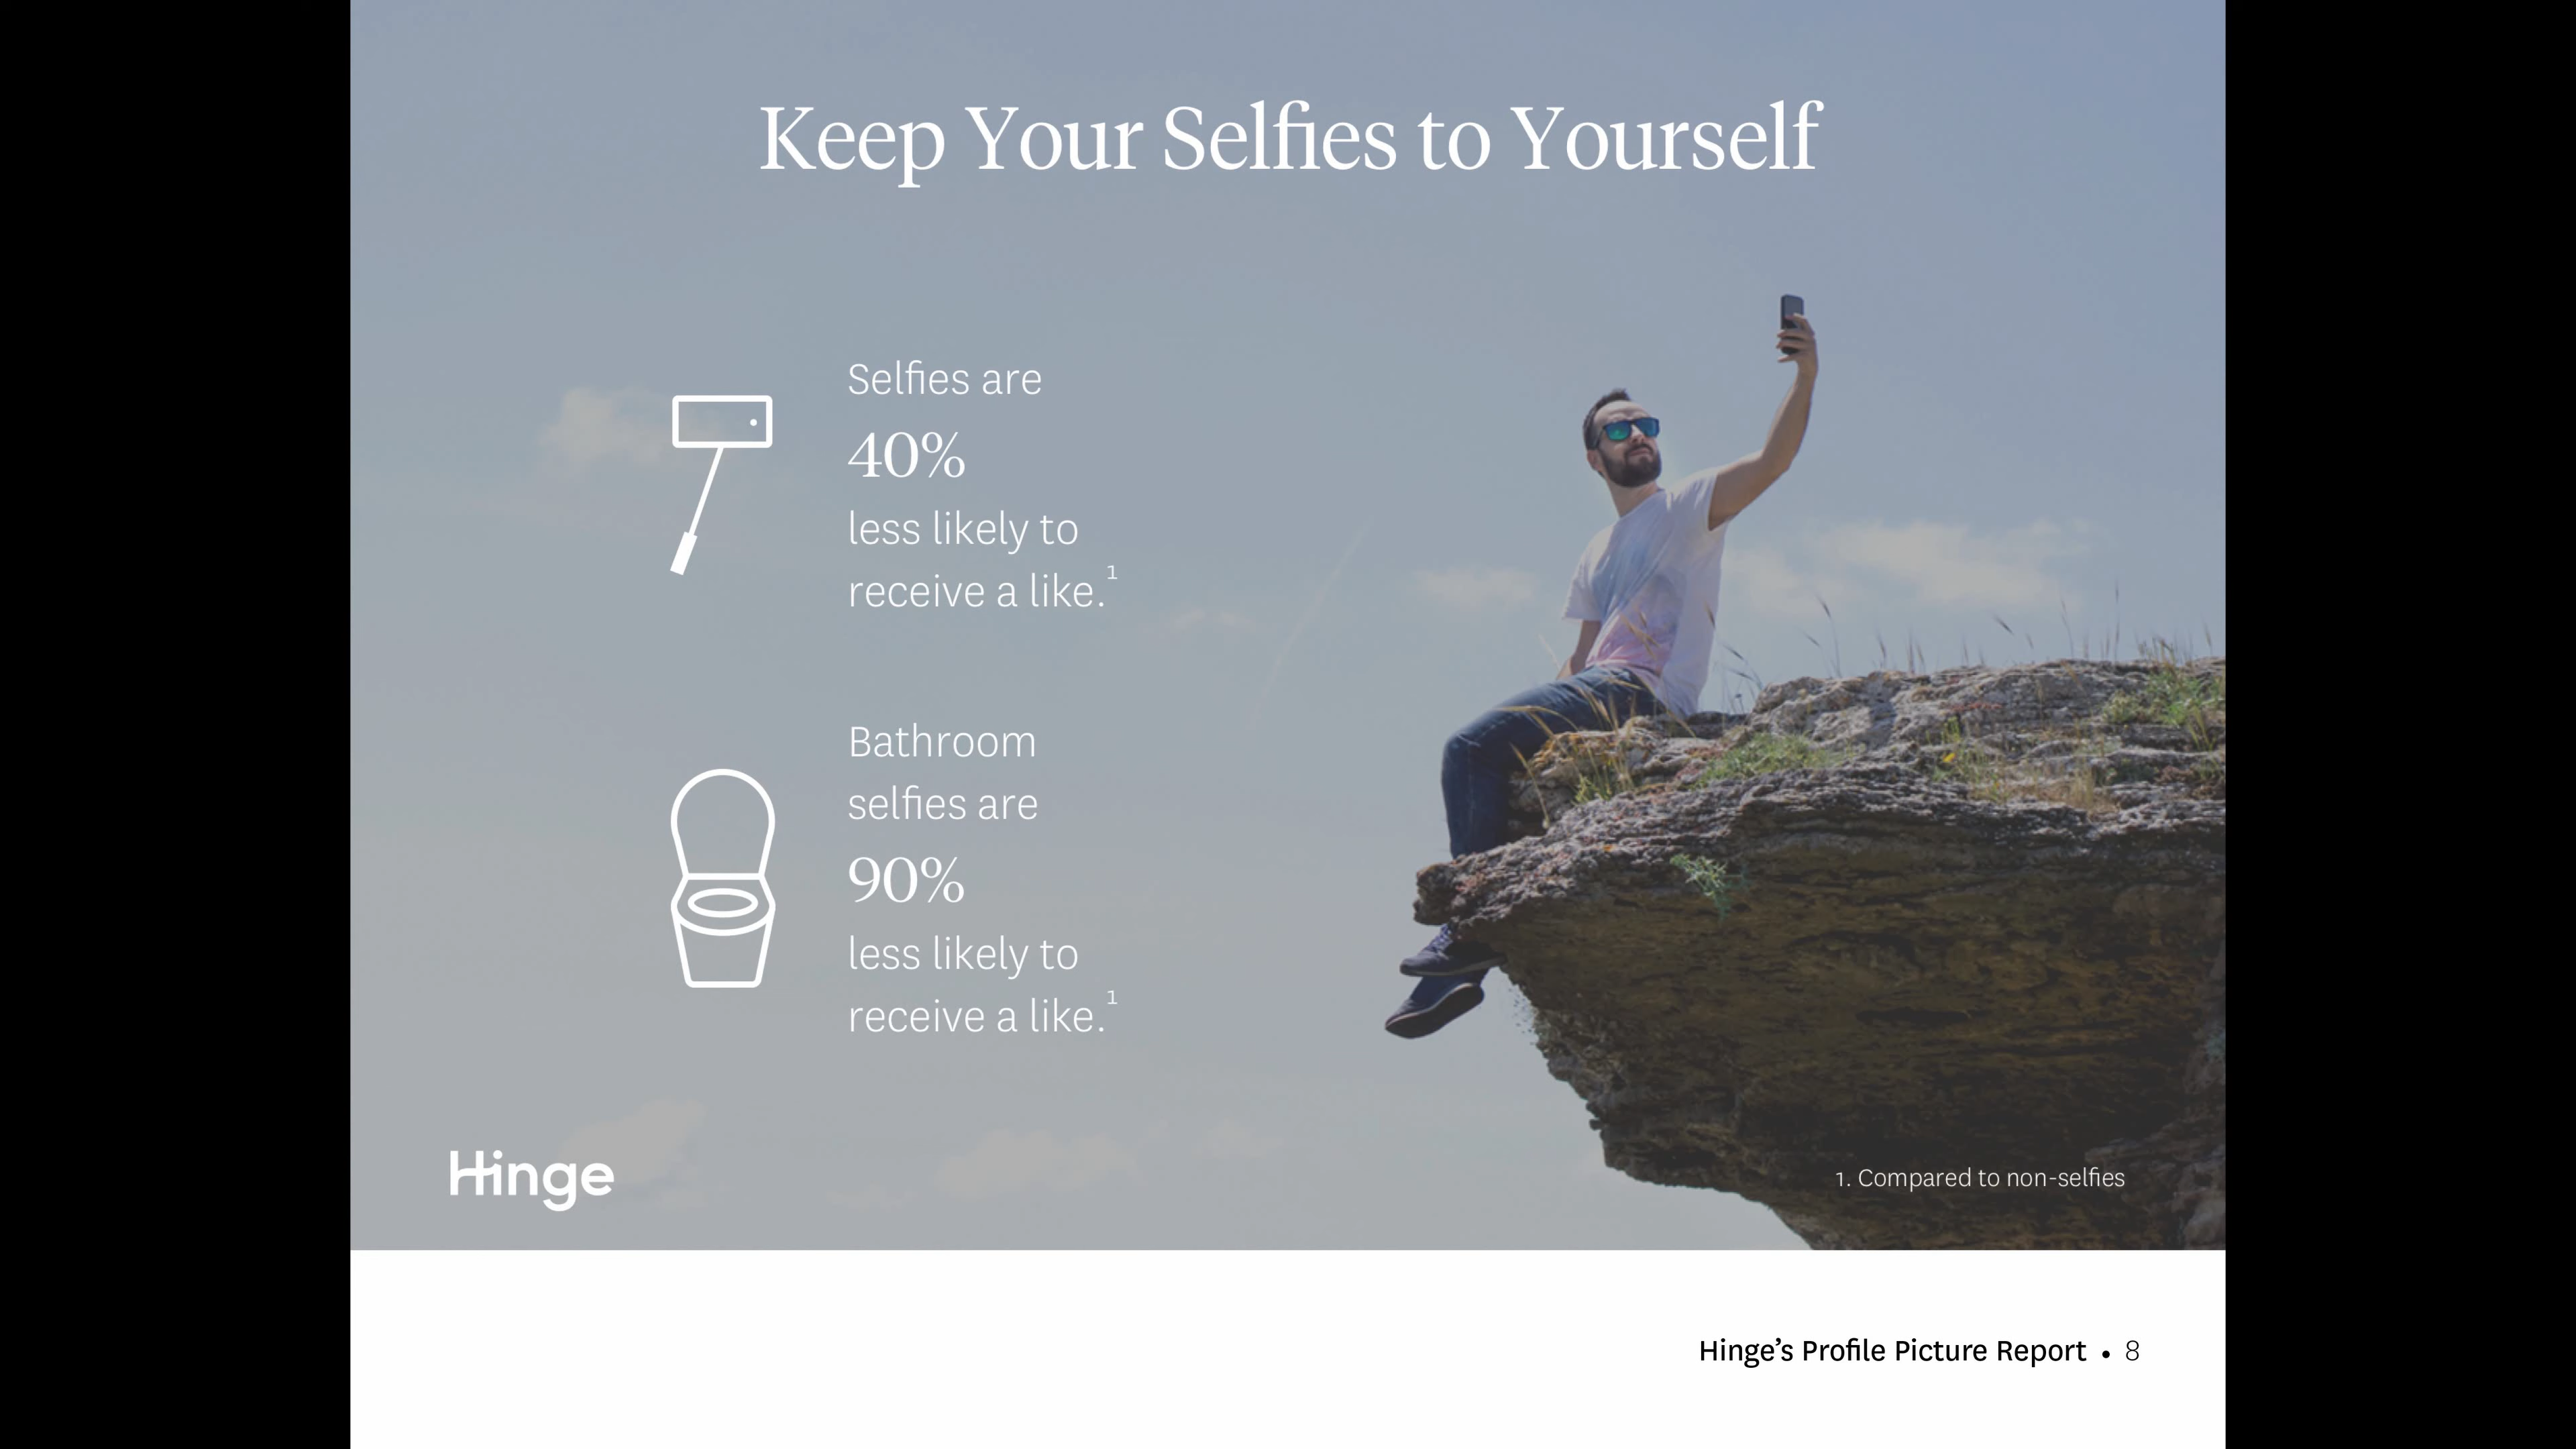 Keep Your Selfies to Yourself
Selfies are
40%
less likely to
receive a like.¹
Bathroom
selfies are
90%
less likely to
receive a like.¹
Hinge
1. Compared to non-selfies
Hinge’s Profile Picture Report • 8